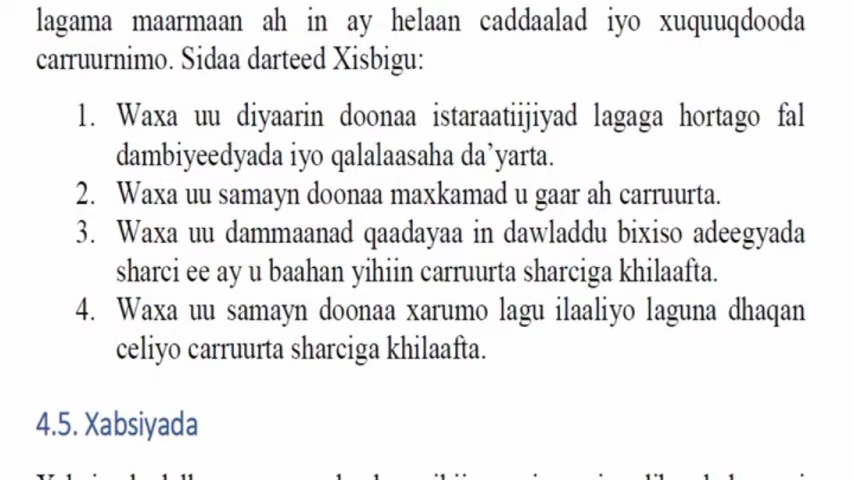 lagama maarmaan ah in ay helaan caddaalad iyo xuquuqdooda
carruurnimo. Sidaa darteed Xisbigu:
1. Waxa uu diyaarin doonaa istaraatiijiyad lagaga hortago fal
dambiyeedyada iyo qalalaasaha da’yarta.
2. Waxa uu samayn doonaa maxkamad u gaar ah carruurta.
3. Waxa uu dammaanad qaadayaa in dawladdu bixiso adeegyada
sharci ee ay u baahan yihiin carruurta sharciga khilaafta.
4. Waxa uu samayn doonaa xarumo lagu ilaaliyo laguna dhaqan
celiyo carruurta sharciga khilaafta.
4.5. Xabsiyada